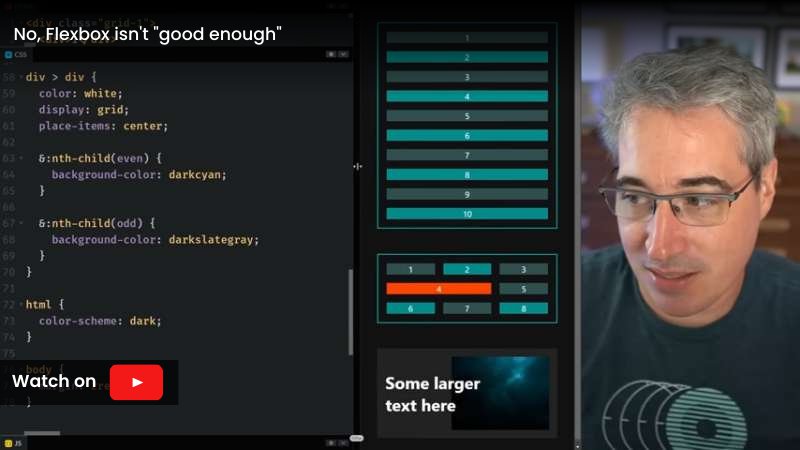 <div class="grid-1">
No, Flexbox isn't "good enough"
CSS
58 div > div {
59 color: white;
60 display: grid;
61 place-items: center;
62
63 &:nth-child(even) {
64 background-color: darkcyan;
65 }
66
67 &:nth-child(odd) {
68 background-color: darkslategray;
69 }
70 }
71
72 html {
73 color-scheme: dark;
74 }
75
body {
Watch on
}
JS
1
2
3
4
5
6
7
8
9
10
1 2 3
4 5
6 7 8
Some larger
text here